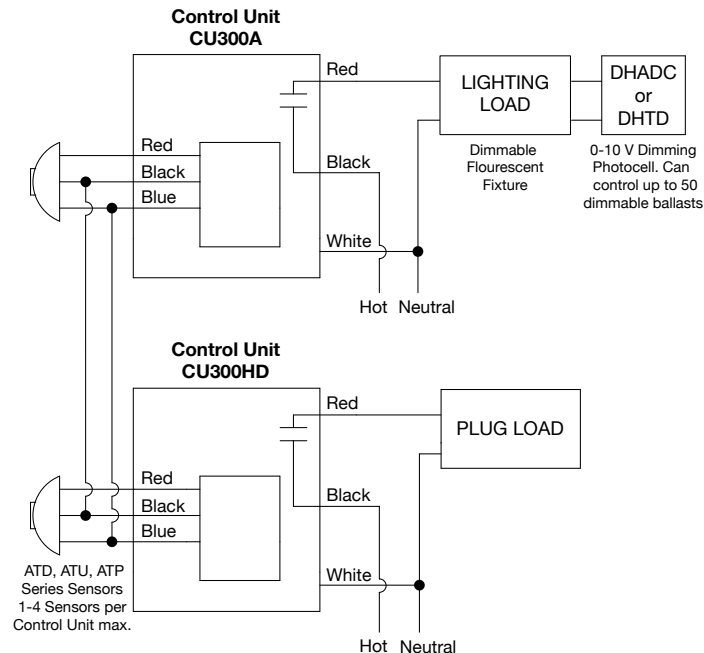 Control Unit
CU300A
Red
LIGHTING
LOAD
DHADC
or
DHTD
Dimmable
Flourescent
Fixture
0-10 V Dimming
Photocell. Can
control up to 50
dimmable ballasts
Red
Black
Blue
Black
White
Hot Neutral
Control Unit
CU300HD
Red
PLUG LOAD
Red
Black
Blue
Black
White
ATD, ATU, ATP
Series Sensors
1-4 Sensors per
Control Unit max.
Hot Neutral